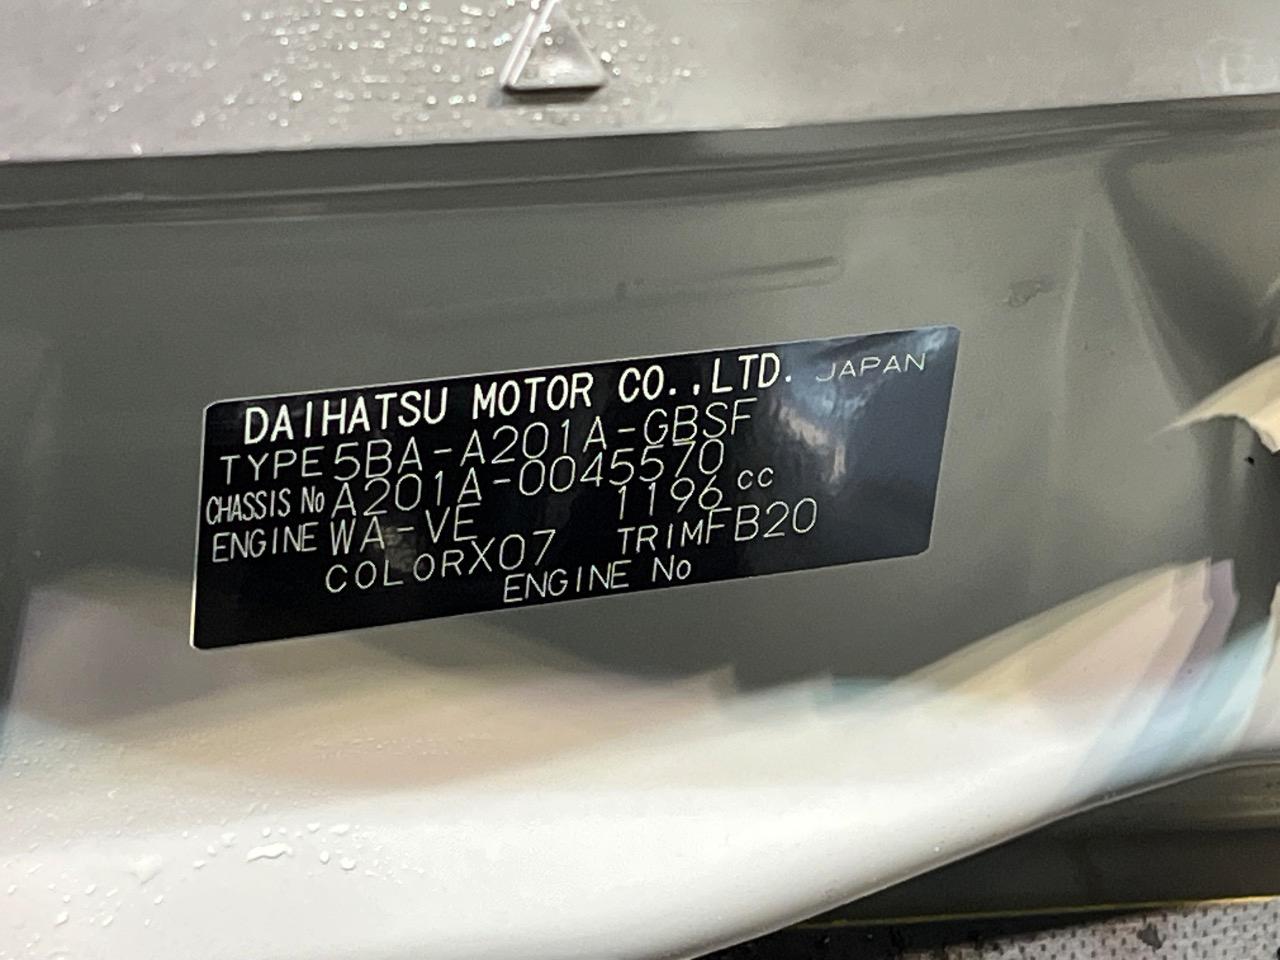 DAIHATSU MOTOR CO.,LTD. JAPAN
TYPE 5BA-A201A-GBSF
CHASSIS No A201A-0045570
ENGINE WA-VE 1196 cc
COLOR X07 TRIM FB20
ENGINE No